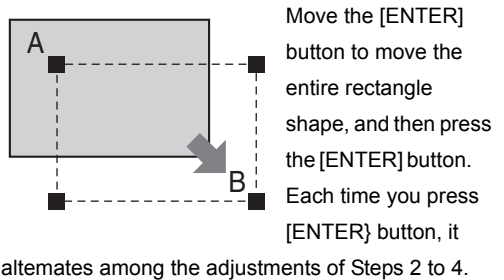 A
B
Move the [ENTER]
button to move the
entire rectangle
shape, and then press
the [ENTER] button.
Each time you press
[ENTER} button, it
altemates among the adjustments of Steps 2 to 4.